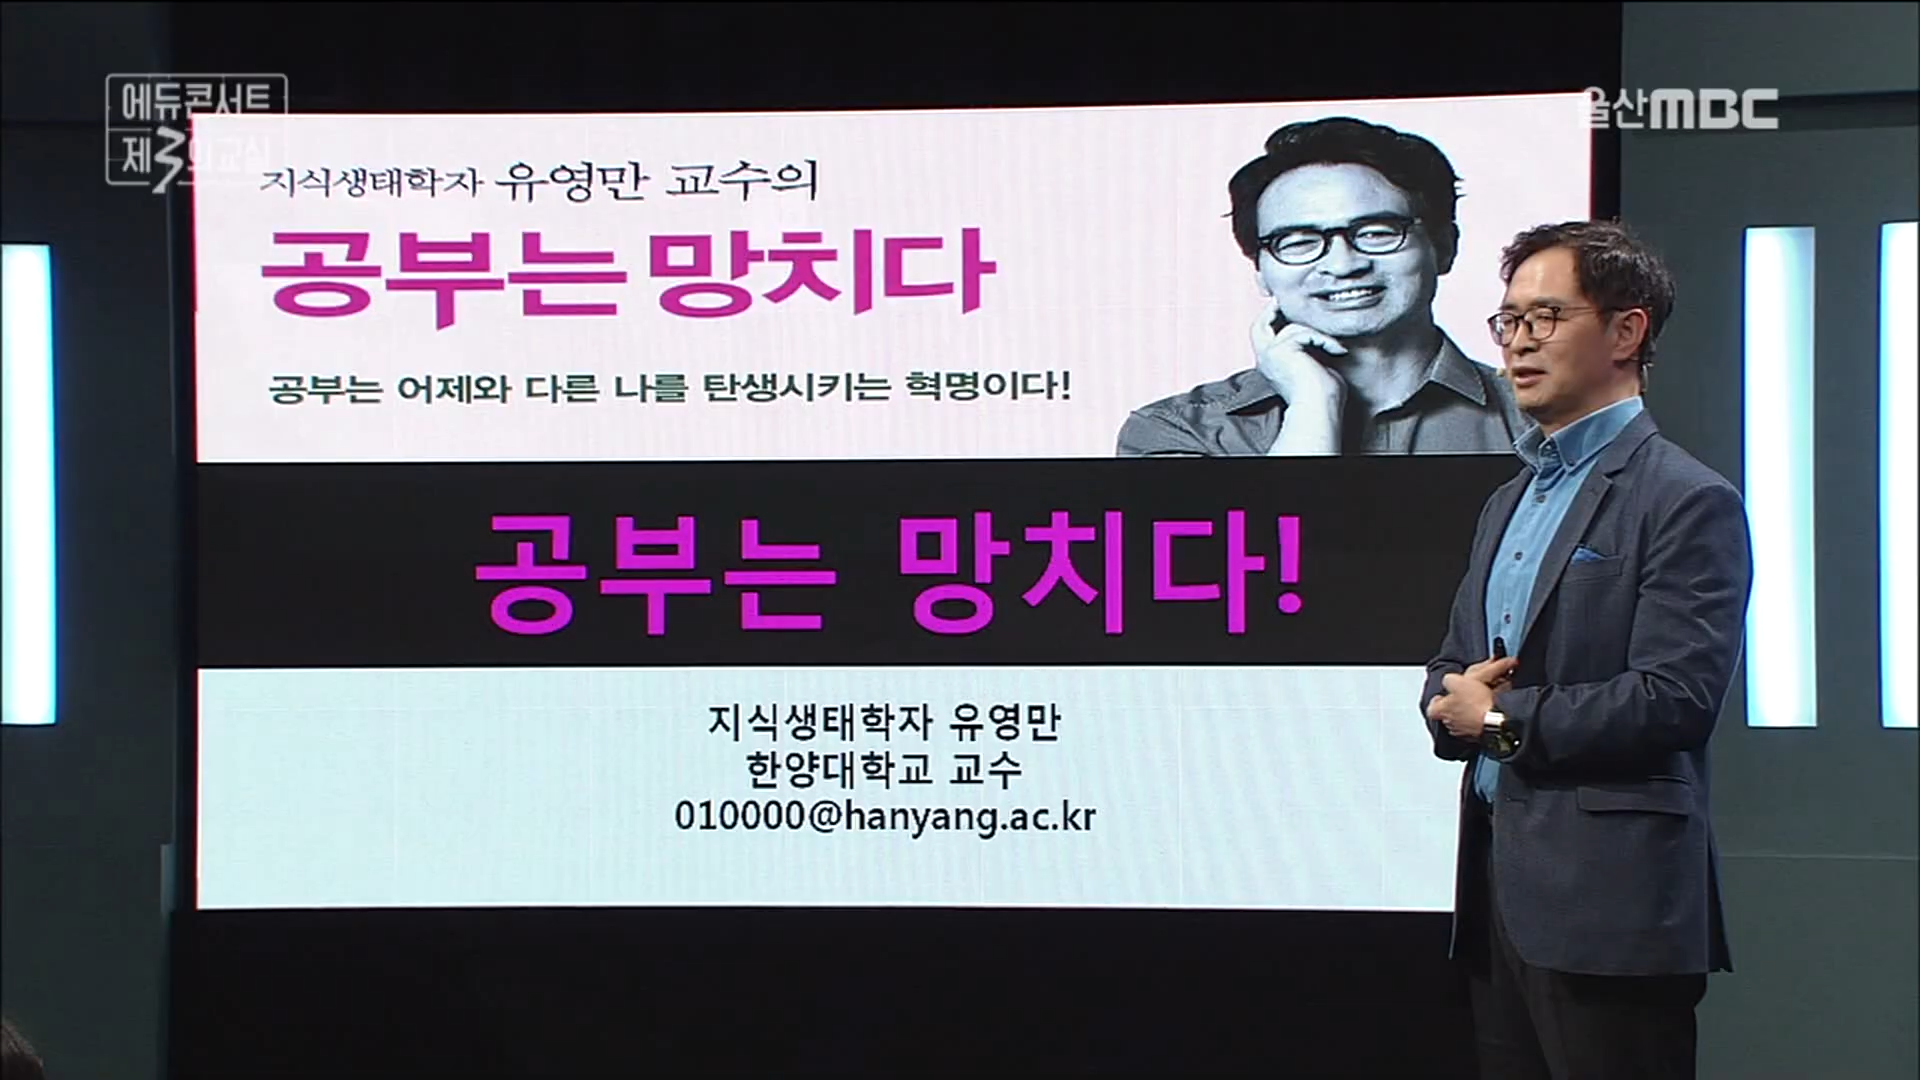 에듀콘서트
제3의교실
울산MBC
지식생태학자 유영만 교수의
공부는 망치다
공부는 어제와 다른 나를 탄생시키는 혁명이다!
공부는 망치다!
지식생태학자 유영만
한양대학교 교수
010000@hanyang.ac.kr